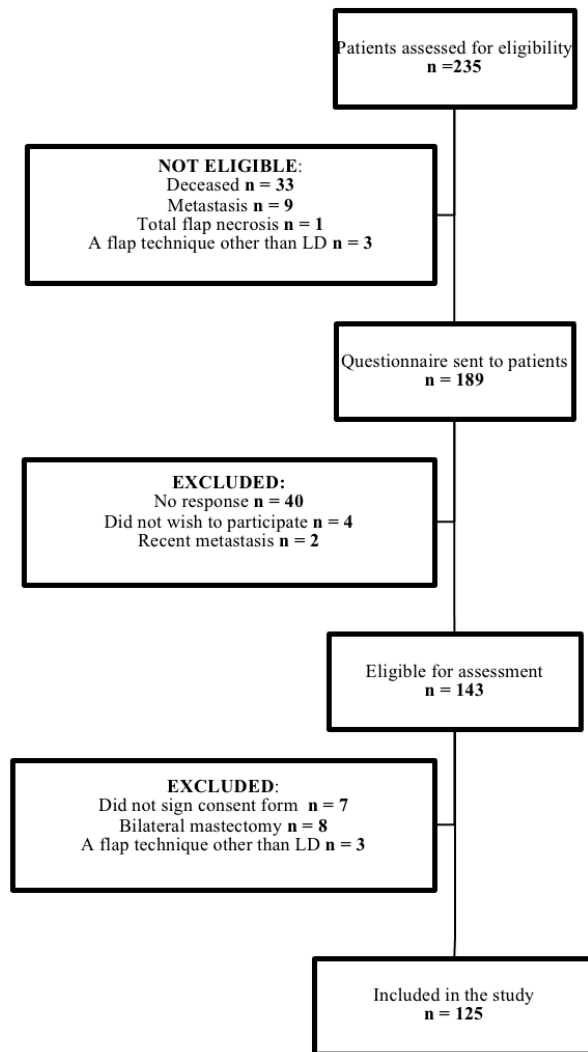 Patients assessed for eligibility
n =235
NOT ELIGIBLE:
Deceased n = 33
Metastasis n = 9
Total flap necrosis n = 1
A flap technique other than LD n = 3
Questionnaire sent to patients
n = 189
EXCLUDED:
No response n = 40
Did not wish to participate n = 4
Recent metastasis n = 2
Eligible for assessment
n = 143
EXCLUDED:
Did not sign consent form n = 7
Bilateral mastectomy n = 8
A flap technique other than LD n = 3
Included in the study
n = 125